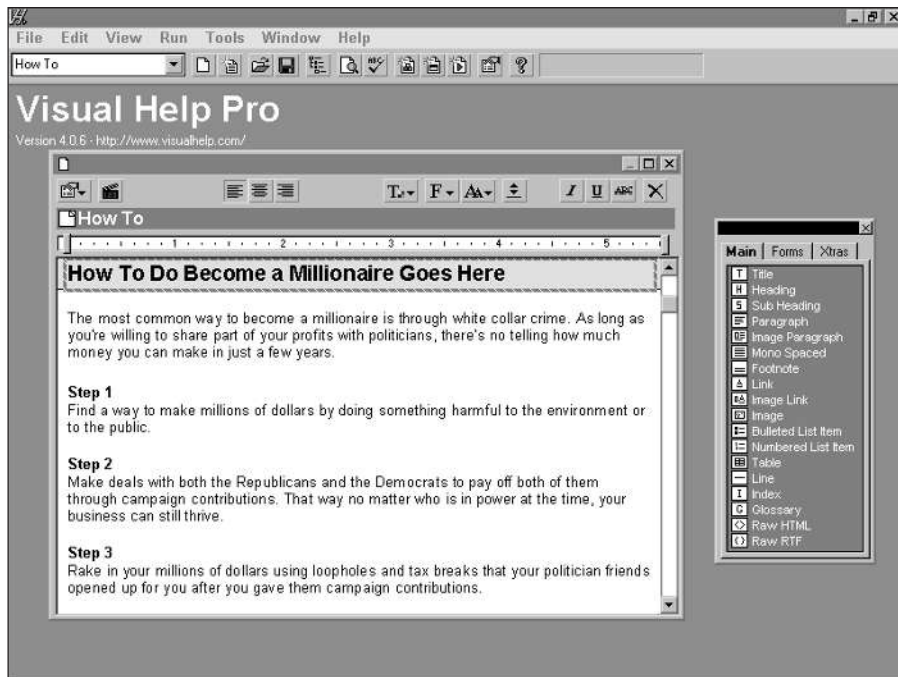 File Edit View Run Tools Window Help
How To
Visual Help Pro
Version 4.0.6 - http://www.visualhelp.com/
T F AA I U ABC
How To
1 2 3 4 5
How To Do Become a Millionaire Goes Here
The most common way to become a millionaire is through white collar crime. As long as
you're willing to share part of your profits with politicians, there's no telling how much
money you can make in just a few years.
Step 1
Find a way to make millions of dollars by doing something harmful to the environment or
to the public.
Step 2
Make deals with both the Republicans and the Democrats to pay off both of them
through campaign contributions. That way no matter who is in power at the time, your
business can still thrive.
Step 3
Rake in your millions of dollars using loopholes and tax breaks that your politician friends
opened up for you after you gave them campaign contributions.
Main Forms Xtras
T Title
H Heading
S Sub Heading
Paragraph
Image Paragraph
Mono Spaced
Footnote
Link
Image Link
Image
Bulleted List Item
Numbered List Item
Table
Line
I Index
G Glossary
Raw HTML
Raw RTF